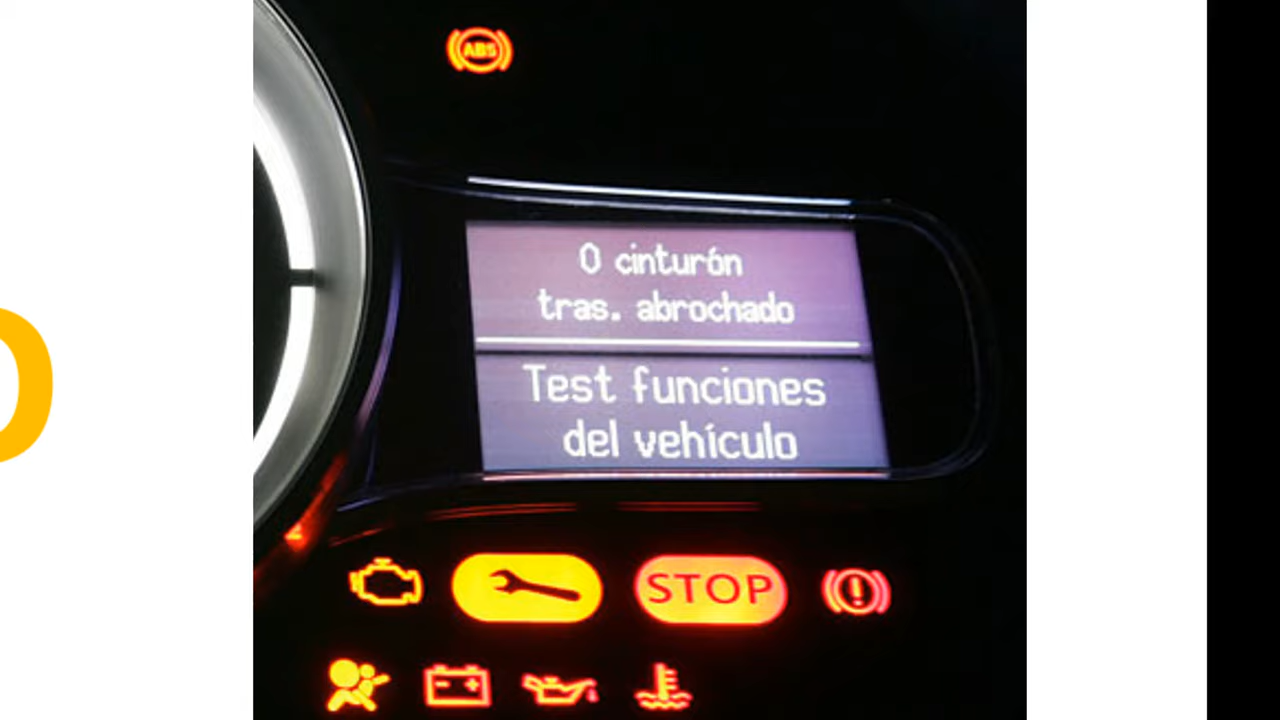 ABS
0 cinturón
tras. abrochado
Test funciones
del vehículo
STOP